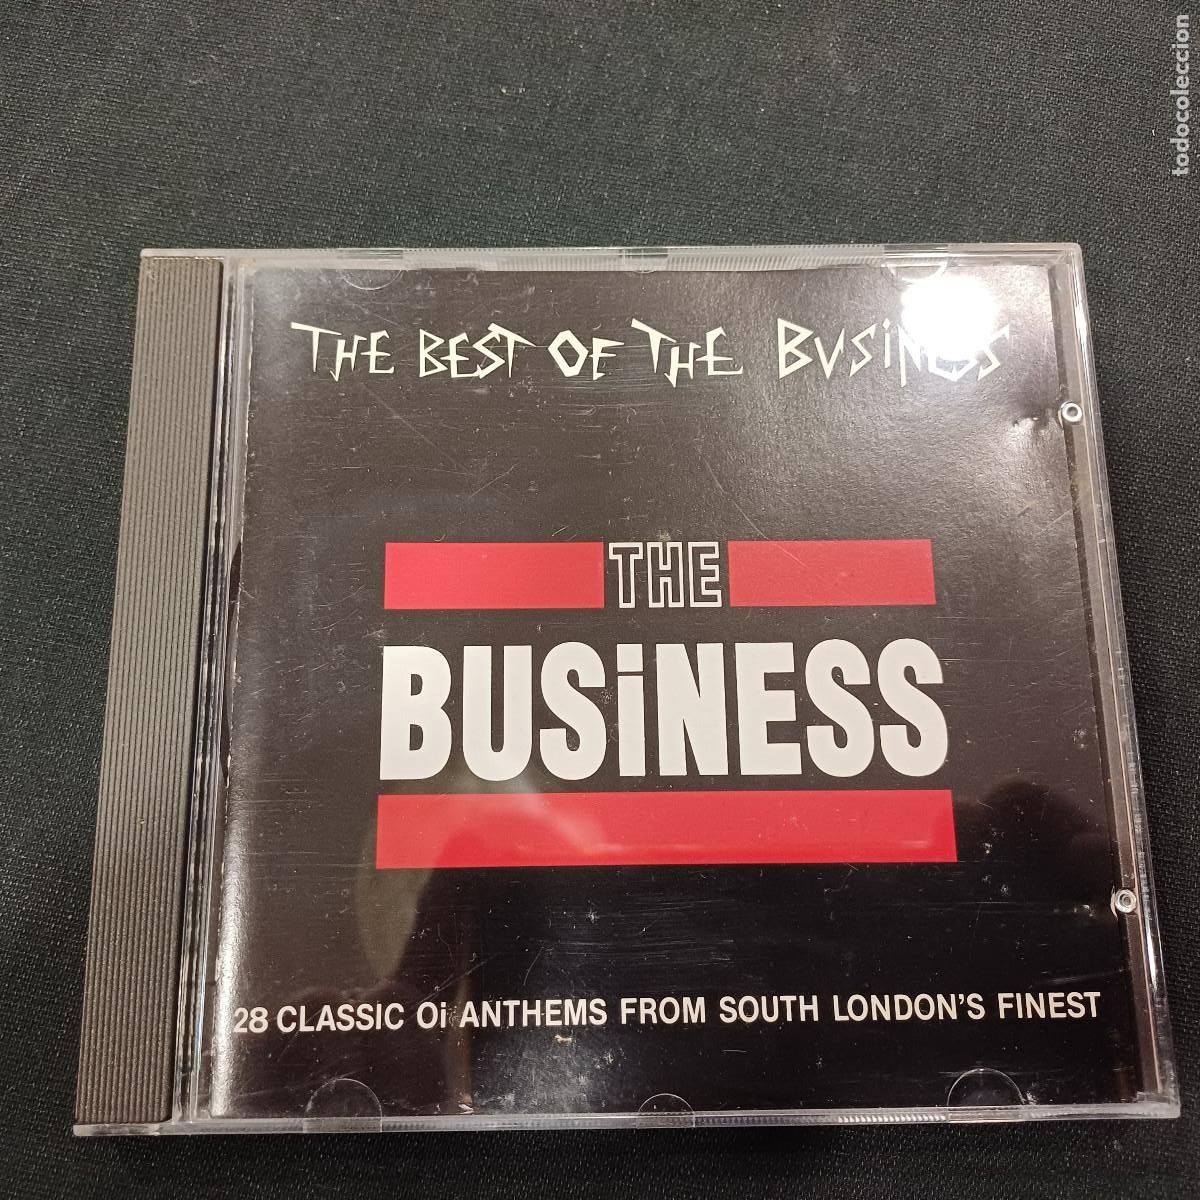 THE BEST OF THE BUSiNESS
THE
BUSiNESS
28 CLASSIC Oi ANTHEMS FROM SOUTH LONDON'S FINEST
todocoleccion